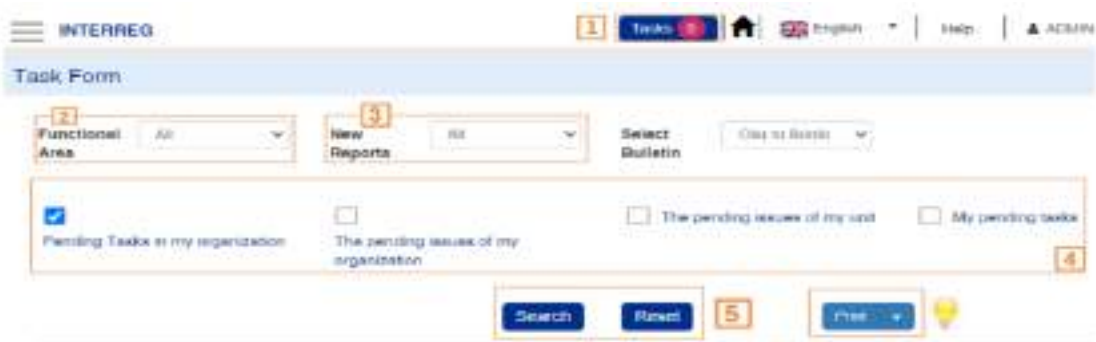 INTERREG
1
Tasks
English
Help
ADMIN
Task Form
2
Functional Area
All
3
New Reports
All
Select Bulletin
Pending Tasks in my organization
The pending issues of my organization
The pending issues of my unit
My pending tasks
4
Search
Reset
5
Print